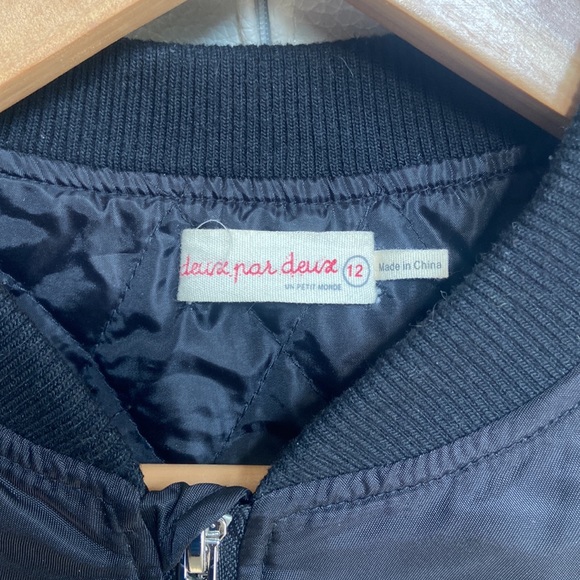 deux par deux 12
UN PETIT MONDE
Made in China